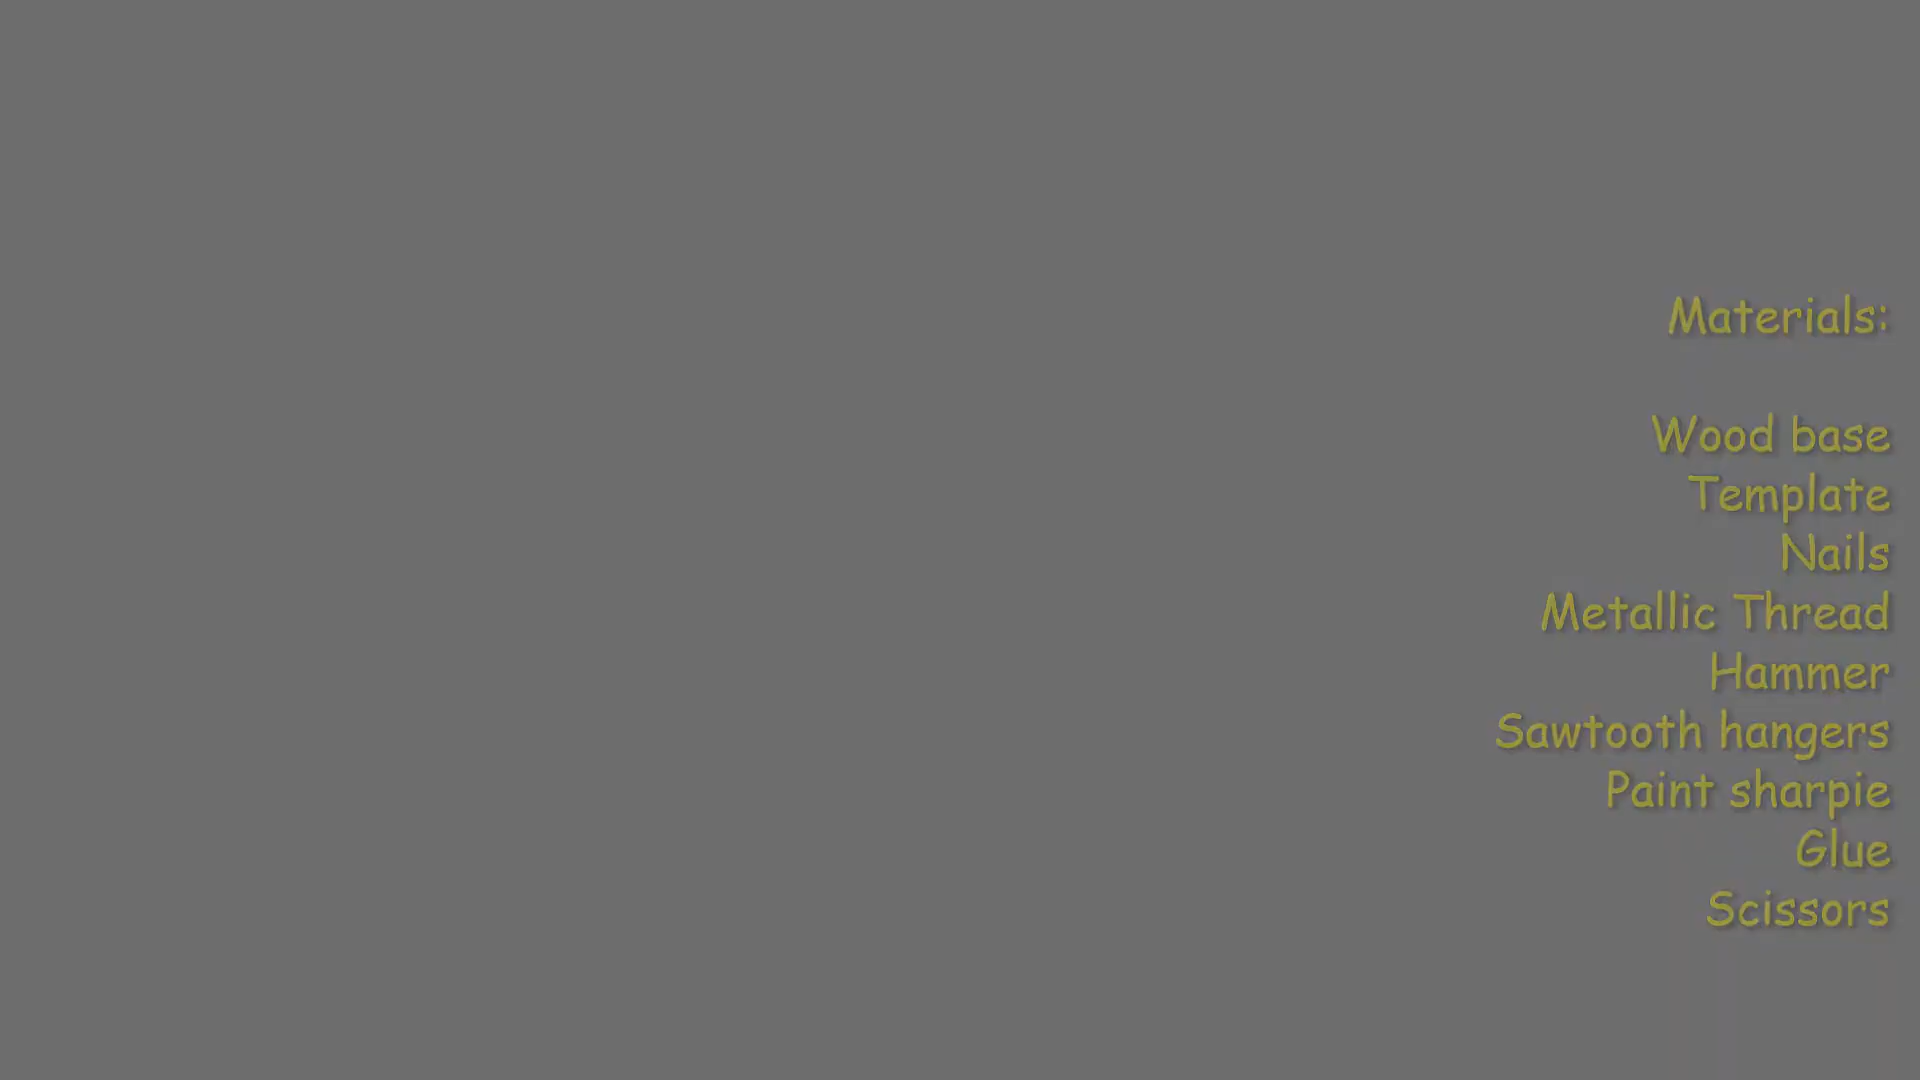 Materials:
Wood base
Template
Nails
Metallic Thread
Hammer
Sawtooth hangers
Paint sharpie
Glue
Scissors